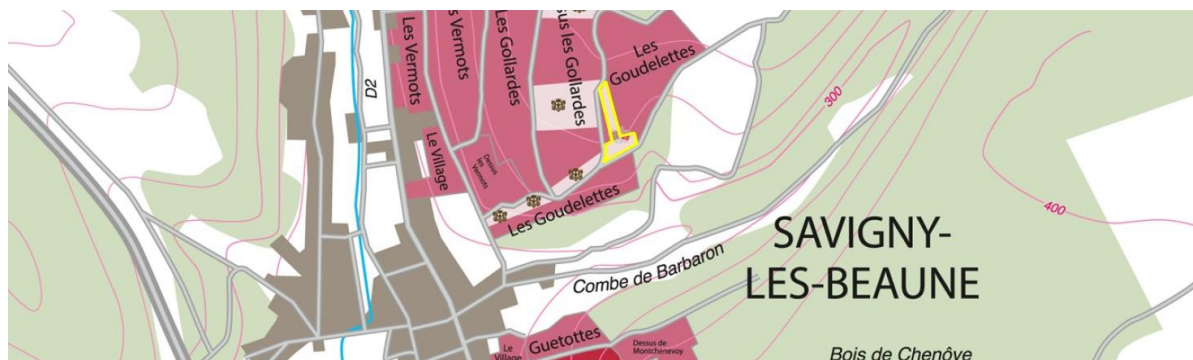 D2
Les Vermots
s Vermots
Les Gollardes
sus les Gollardes
Les
Goudelettes
300
Le Village
Dessus
les
Vermots
Les Goudelettes
400
SAVIGNY-
LES-BEAUNE
Combe de Barbaron
Le
Village
Guetottes
Dessus de
Montchenevoy
Bois de Chenôve